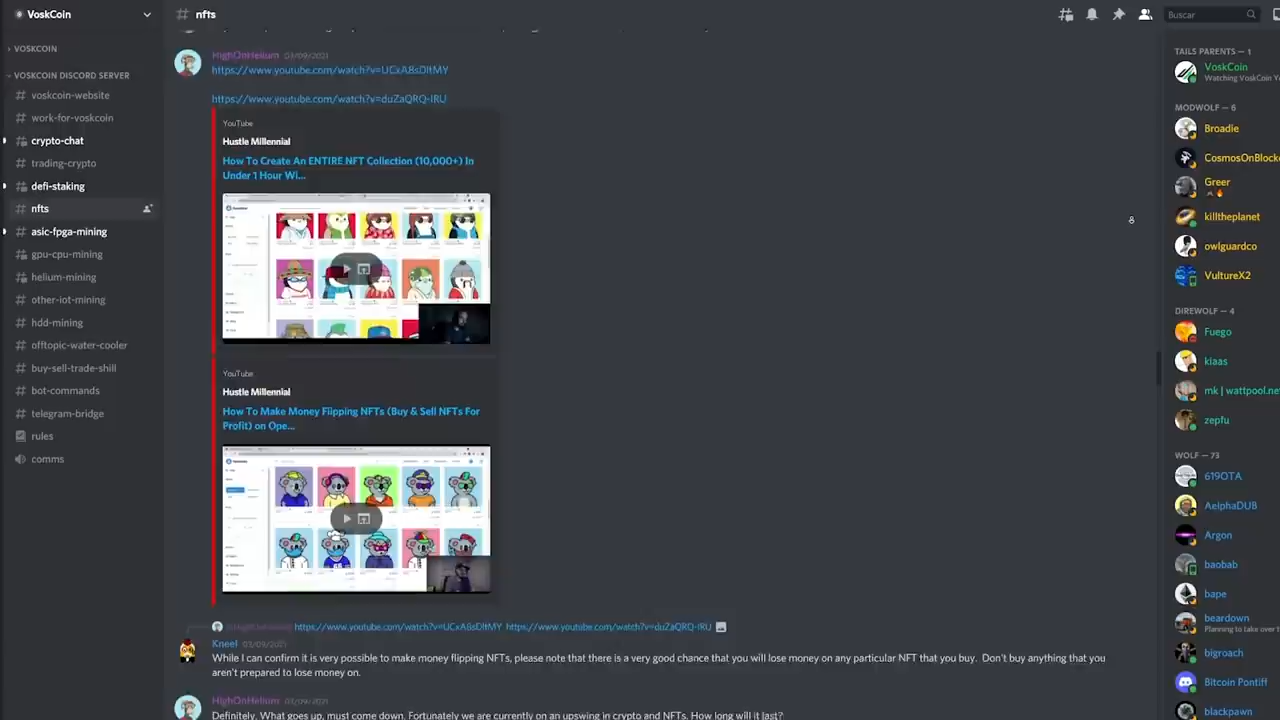 VoskCoin
nfts
Buscar
VOSKCOIN
VOSKCOIN DISCORD SERVER
voskcoin-website
work-for-voskcoin
crypto-chat
trading-crypto
defi-staking
nfts
asic-fpga-mining
gpu-cpu-mining
helium-mining
other-iot-mining
hdd-mining
offtopic-water-cooler
buy-sell-trade-shill
bot-commands
telegram-bridge
rules
comms
HighOnHelium 03/09/2021
https://www.youtube.com/watch?v=UCxA8sDltMY
https://www.youtube.com/watch?v=duZaQRQ-IRU
YouTube
Hustle Millennial
How To Create An ENTIRE NFT Collection (10,000+) In
Under 1 Hour Wi...
YouTube
Hustle Millennial
How To Make Money Flipping NFTs (Buy & Sell NFTs For
Profit) on Ope...
https://www.youtube.com/watch?v=UCxA8sDltMY https://www.youtube.com/watch?v=duZaQRQ-IRU
Kneel 03/09/2021
While I can confirm it is very possible to make money flipping NFTs, please note that there is a very good chance that you will lose money on any particular NFT that you buy. Don't buy anything that you
aren't prepared to lose money on.
HighOnHelium 03/09/2021
Definitely. What goes up, must come down. Fortunately we are currently on an upswing in crypto and NFTs. How long will it last?
TAILS PARENTS — 1
VoskCoin
Watching VoskCoin Y
MODWOLF — 6
Broadie
CosmosOnBlock
Greer
killtheplanet
owlguardco
VultureX2
DIREWOLF — 4
Fuego
kiaas
mk | wattpool.ne
zepfu
WOLF — 73
619OTA
AelphaDUB
Argon
baobab
bape
beardown
Planning to take over t
bigroach
Bitcoin Pontiff
blackpawn